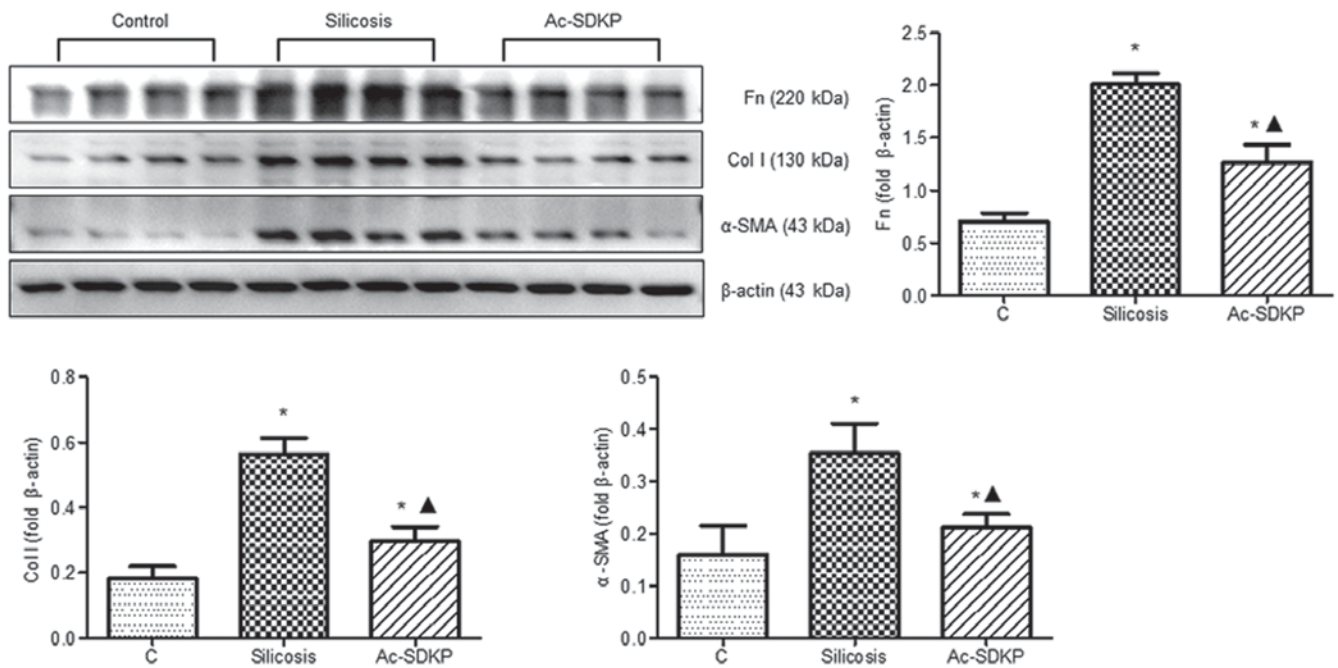 Control Silicosis Ac-SDKP
Fn (220 kDa)
Col I (130 kDa)
α-SMA (43 kDa)
β-actin (43 kDa)
Fn (fold β-actin)
2.5
2.0
1.5
1.0
0.5
0.0
*
* ▲
C Silicosis Ac-SDKP
Col I (fold β-actin)
0.8
0.6
0.4
0.2
0.0
*
* ▲
C Silicosis Ac-SDKP
α-SMA (fold β-actin)
0.5
0.4
0.3
0.2
0.1
0.0
*
* ▲
C Silicosis Ac-SDKP